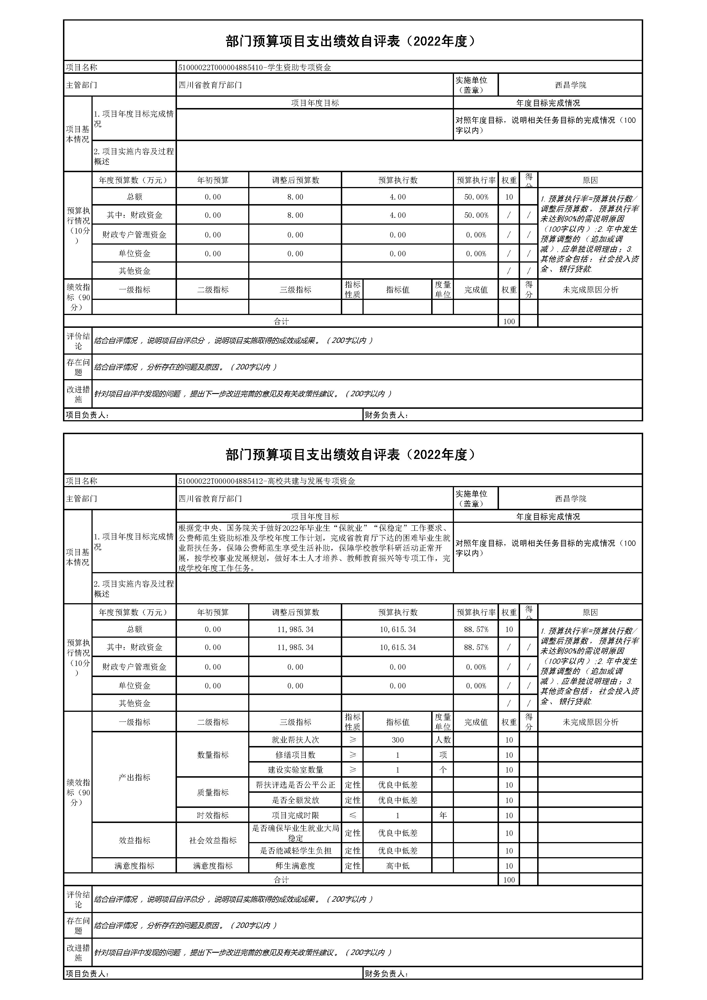 部门预算项目支出绩效自评表（2022年度）
项目名称 51000022T000004885410-学生资助专项资金
主管部门 四川省教育厅部门 实施单位（盖章） 西昌学院
项目基本情况 1.项目年度目标完成情况 项目年度目标 年度目标完成情况
对照年度目标，说明相关任务目标的完成情况（100字以内）
2.项目实施内容及过程概述
预算执行情况（10分） 年度预算数（万元） 年初预算 调整后预算数 预算执行数 预算执行率 权重 得分 原因
总额 0.00 8.00 4.00 50.00% 10
其中：财政资金 0.00 8.00 4.00 50.00% / /
财政专户管理资金 0.00 0.00 0.00 0.00% / /
单位资金 0.00 0.00 0.00 0.00% / /
其他资金 / /
1.预算执行率=预算执行数/调整后预算数，预算执行率未达到90%的需说明原因（100字以内）;2.年中发生预算调整的（追加或调减）,应单独说明理由；3.其他资金包括：社会投入资金、银行贷款.
绩效指标（90分） 一级指标 二级指标 三级指标 指标性质 指标值 度量单位 完成值 权重 得分 未完成原因分析
合计 100
评价结论 结合自评情况，说明项目自评总分，说明项目实施取得的成效或成果。（200字以内）
存在问题 结合自评情况，分析存在的问题及原因。（200字以内）
改进措施 针对项目自评中发现的问题，提出下一步改进完善的意见及有关政策性建议。（200字以内）
项目负责人： 财务负责人：
部门预算项目支出绩效自评表（2022年度）
项目名称 51000022T000004885412-高校共建与发展专项资金
主管部门 四川省教育厅部门 实施单位（盖章） 西昌学院
项目基本情况 1.项目年度目标完成情况 项目年度目标 年度目标完成情况
根据党中央、国务院关于做好2022年毕业生“保就业”“保稳定”工作要求、
公费师范生资助标准及学校年度工作计划，完成省教育厅下达的困难毕业生就
业帮扶任务，保障公费师范生享受生活补助，保障学校教学科研活动正常开
展，按学校事业发展规划，做好本土人才培养、教师教育振兴等专项工作，完
成学校年度工作任务。
对照年度目标，说明相关任务目标的完成情况（100字以内）
2.项目实施内容及过程概述
预算执行情况（10分） 年度预算数（万元） 年初预算 调整后预算数 预算执行数 预算执行率 权重 得分 原因
总额 0.00 11,985.34 10,615.34 88.57% 10
其中：财政资金 0.00 11,985.34 10,615.34 88.57% / /
财政专户管理资金 0.00 0.00 0.00 0.00% / /
单位资金 0.00 0.00 0.00 0.00% / /
其他资金 / /
1.预算执行率=预算执行数/调整后预算数，预算执行率未达到90%的需说明原因（100字以内）;2.年中发生预算调整的（追加或调减）,应单独说明理由；3.其他资金包括：社会投入资金、银行贷款.
绩效指标（90分） 一级指标 二级指标 三级指标 指标性质 指标值 度量单位 完成值 权重 得分 未完成原因分析
产出指标 数量指标 就业帮扶人次 ≥ 300 人数 10
修缮项目数 ≥ 1 项 10
建设实验室数量 ≥ 1 个 10
质量指标 帮扶评选是否公平公正 定性 优良中低差 10
是否全额发放 定性 优良中低差 10
时效指标 项目完成时限 ≤ 1 年 10
效益指标 社会效益指标 是否确保毕业生就业大局稳定 定性 优良中低差 10
是否能减轻学生负担 定性 优良中低差 10
满意度指标 满意度指标 师生满意度 定性 高中低 10
合计 100
评价结论 结合自评情况，说明项目自评总分，说明项目实施取得的成效或成果。（200字以内）
存在问题 结合自评情况，分析存在的问题及原因。（200字以内）
改进措施 针对项目自评中发现的问题，提出下一步改进完善的意见及有关政策性建议。（200字以内）
项目负责人： 财务负责人：